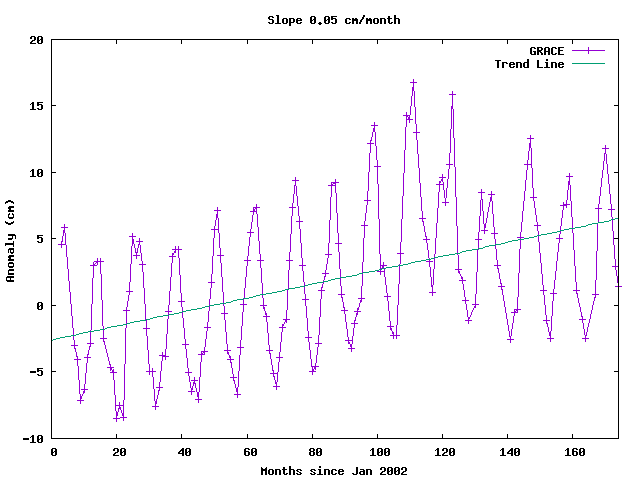 Slope 0.05 cm/month
GRACE
Trend Line
20
15
10
5
0
-5
-10
Anomaly (cm)
0 20 40 60 80 100 120 140 160
Months since Jan 2002